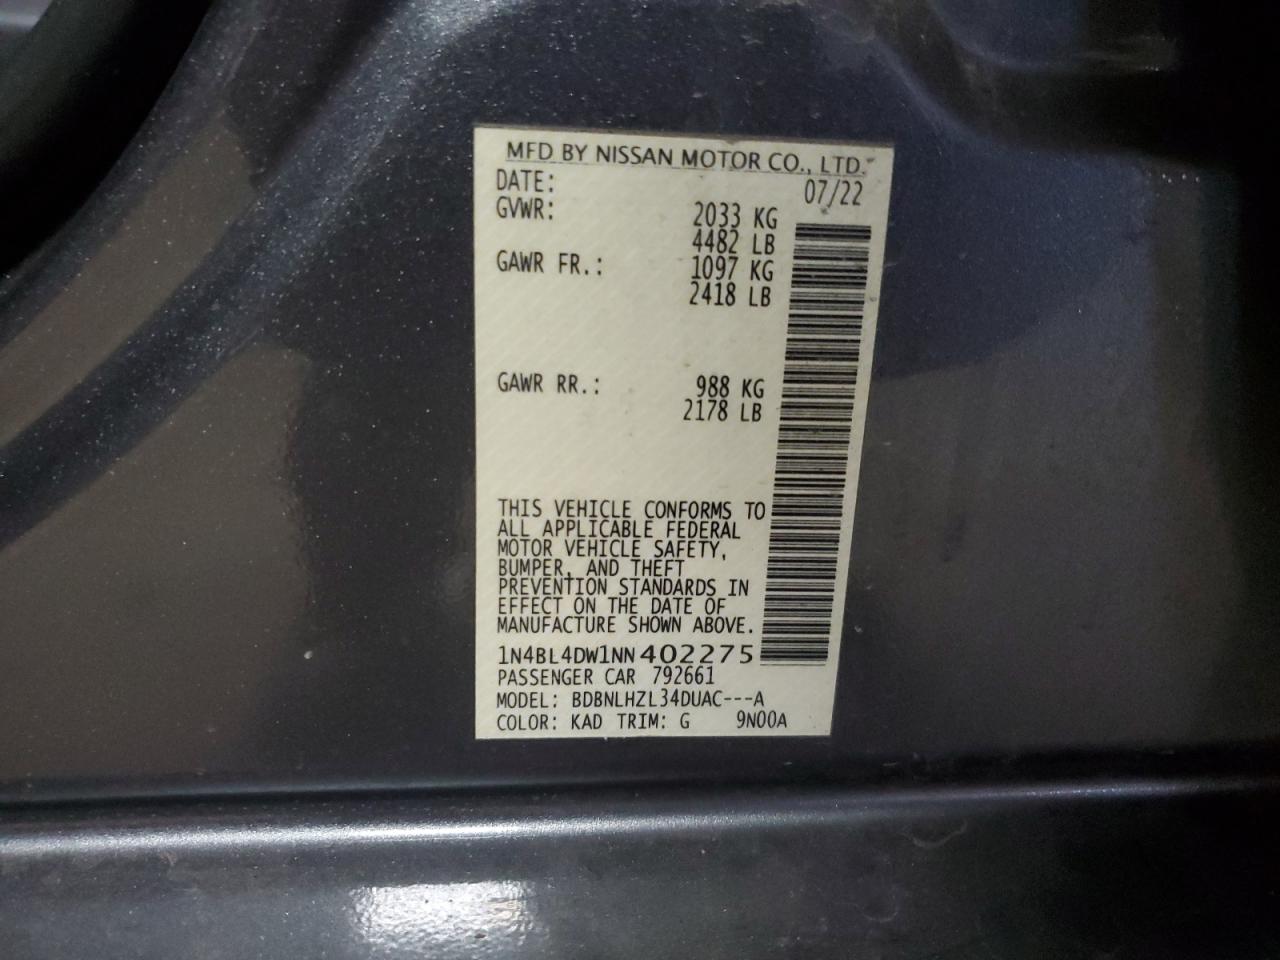 MFD BY NISSAN MOTOR CO., LTD.
DATE: 07/22
GVWR: 2033 KG
4482 LB
GAWR FR.: 1097 KG
2418 LB
GAWR RR.: 988 KG
2178 LB
THIS VEHICLE CONFORMS TO
ALL APPLICABLE FEDERAL
MOTOR VEHICLE SAFETY,
BUMPER, AND THEFT
PREVENTION STANDARDS IN
EFFECT ON THE DATE OF
MANUFACTURE SHOWN ABOVE.
1N4BL4DW1NN402275
PASSENGER CAR 792661
MODEL: BDBNLHZL34DUAC---A
COLOR: KAD TRIM: G 9N00A